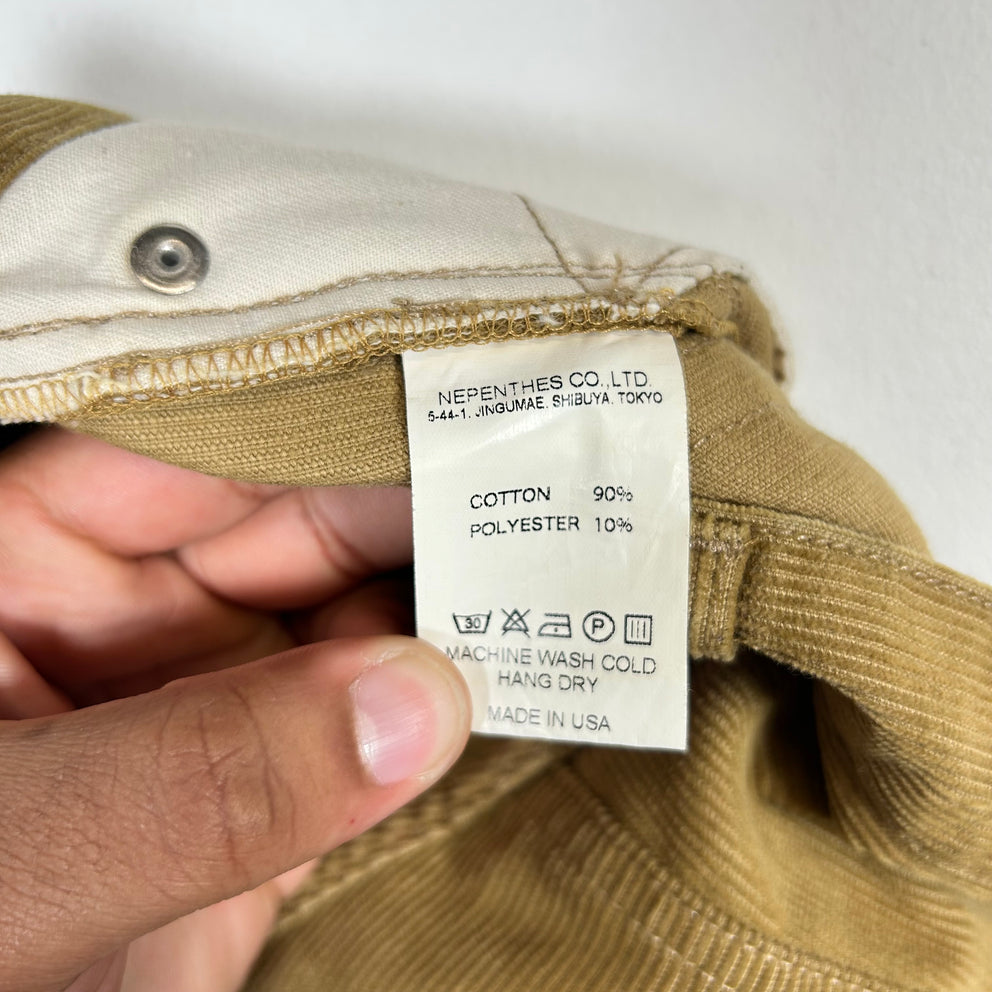 NEPENTHES CO.,LTD.
5-44-1. JINGUMAE. SHIBUYA. TOKYO
COTTON 90%
POLYESTER 10%
30 P
MACHINE WASH COLD
HANG DRY
MADE IN USA